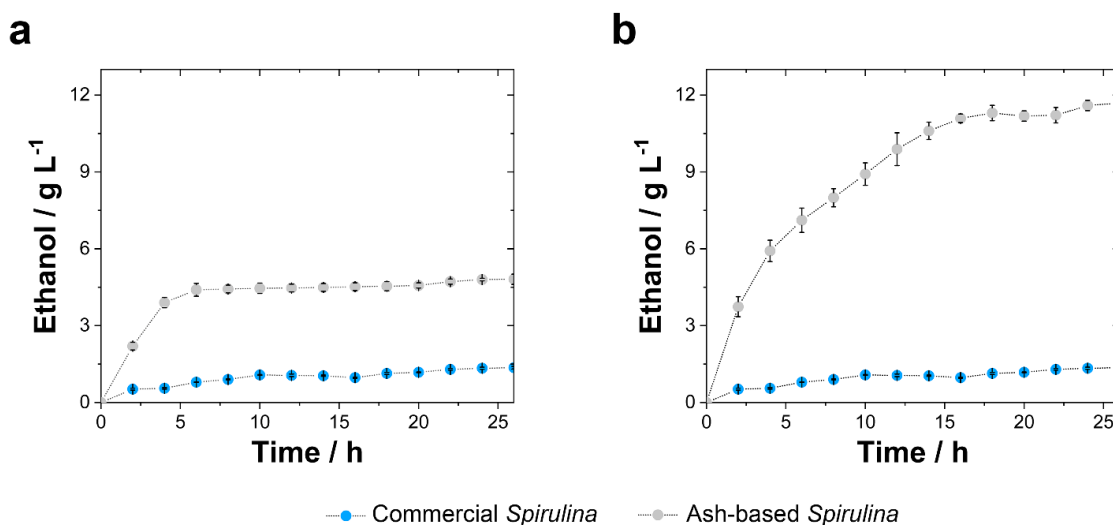 a
b
Ethanol / g L⁻¹
12
9
6
3
0
0
5
10
15
20
25
Time / h
Ethanol / g L⁻¹
12
9
6
3
0
0
5
10
15
20
25
Time / h
Commercial Spirulina
Ash-based Spirulina